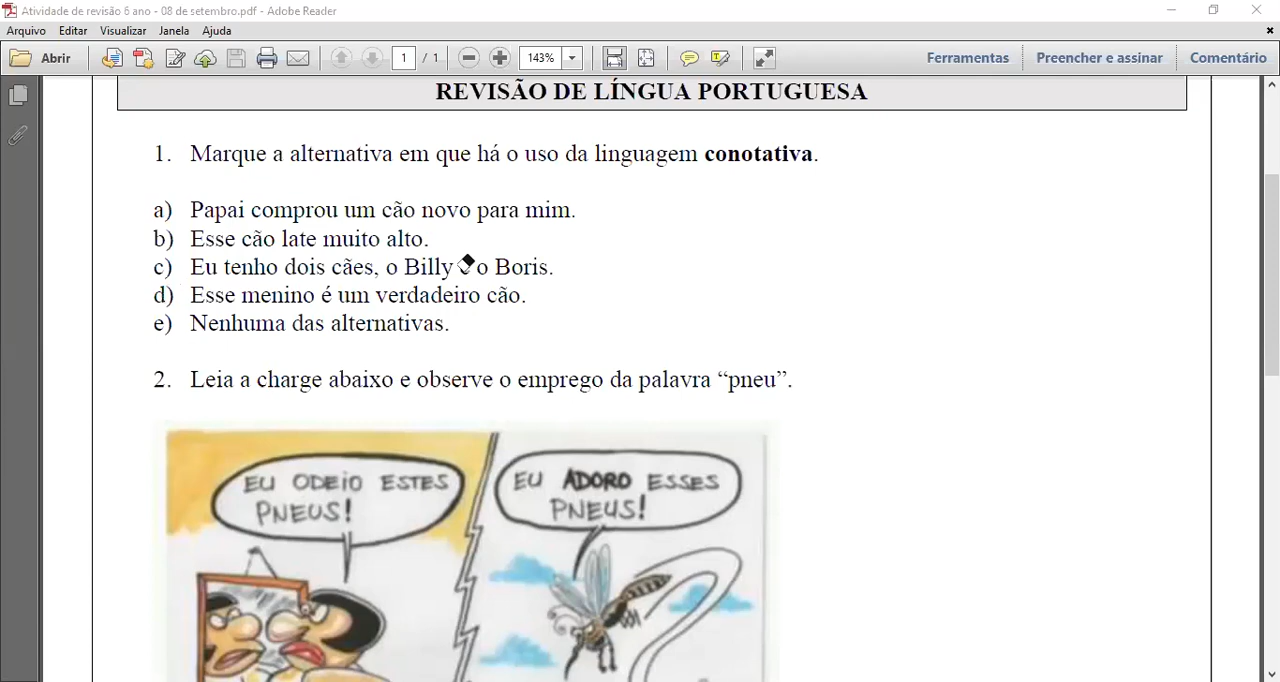 Atividade de revisão 6 ano - 08 de setembro.pdf - Adobe Reader
Arquivo Editar Visualizar Janela Ajuda
Abrir 1 / 1 143% Ferramentas Preencher e assinar Comentário
REVISÃO DE LÍNGUA PORTUGUESA
1. Marque a alternativa em que há o uso da linguagem conotativa.
a) Papai comprou um cão novo para mim.
b) Esse cão late muito alto.
c) Eu tenho dois cães, o Billy o Boris.
d) Esse menino é um verdadeiro cão.
e) Nenhuma das alternativas.
2. Leia a charge abaixo e observe o emprego da palavra “pneu”.
EU ODEIO ESTES
PNEUS!
EU ADORO ESSES
PNEUS!